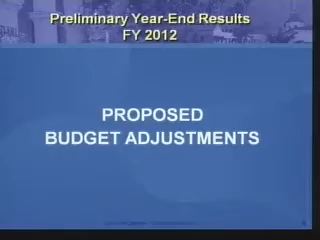 Preliminary Year-End Results
FY 2012
PROPOSED
BUDGET ADJUSTMENTS